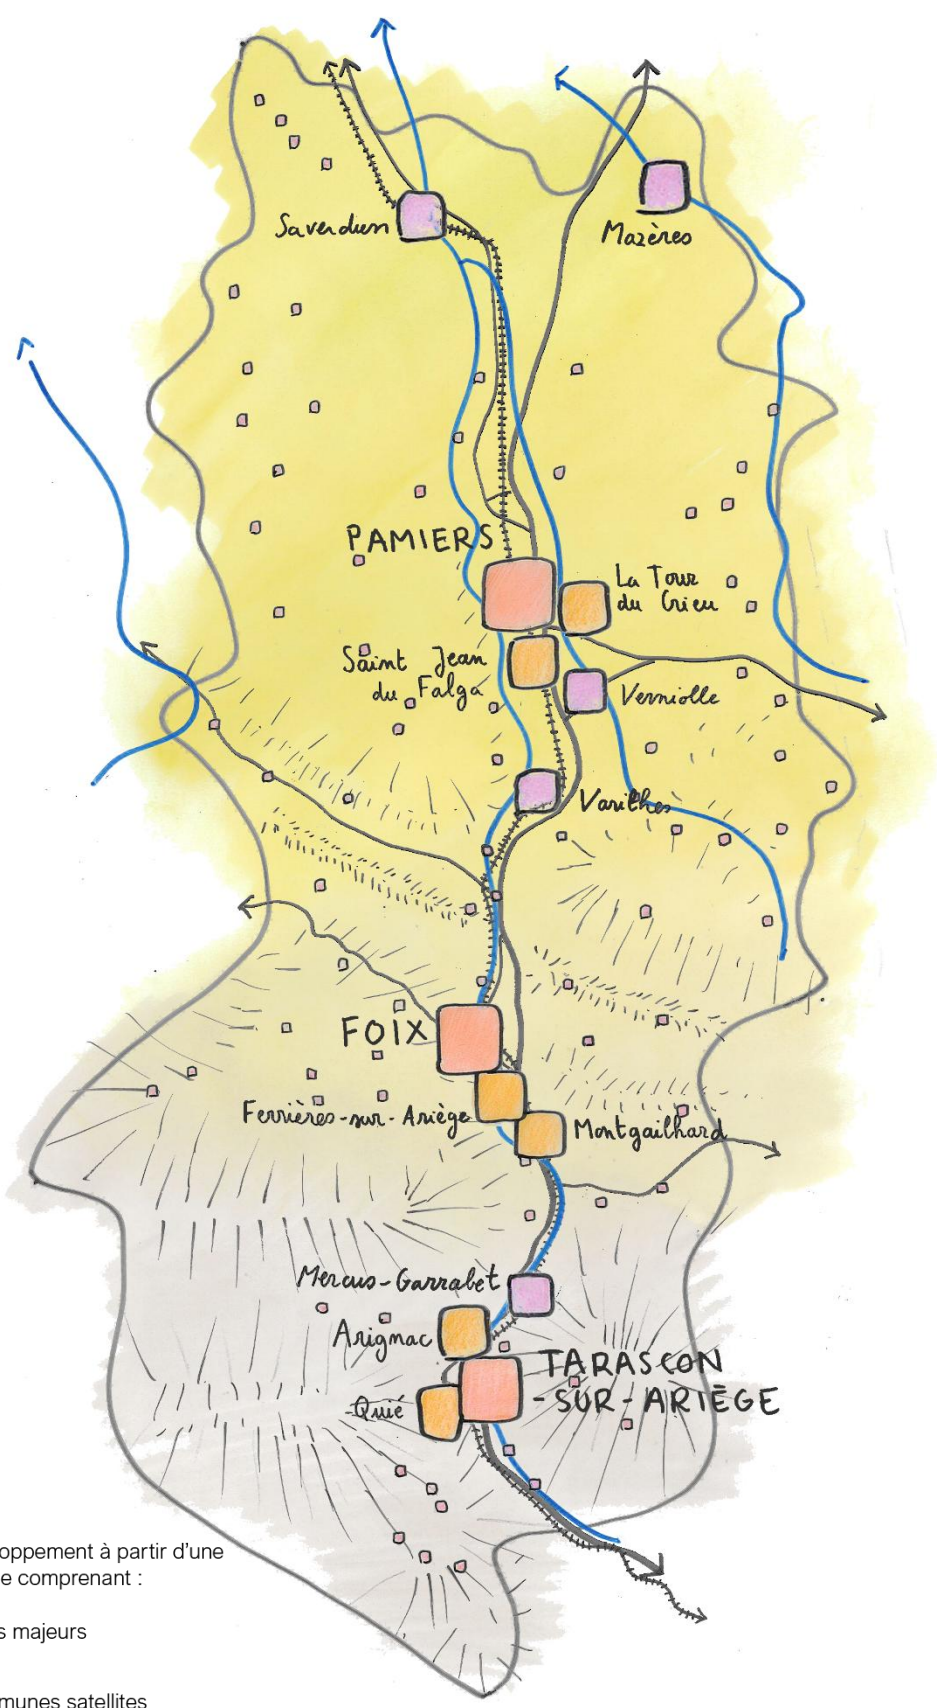 Saverdun
Mazères
PAMIERS
La Tour
du Crieu
Saint Jean
du Falga
Verniolle
Varilhes
FOIX
Ferrières-sur-Ariège
Montgailhard
Mercus-Garrabet
Arignac
TARASCON
-SUR-ARIÈGE
Quié
oppement à partir d'une
e comprenant :
s majeurs
munes satellites